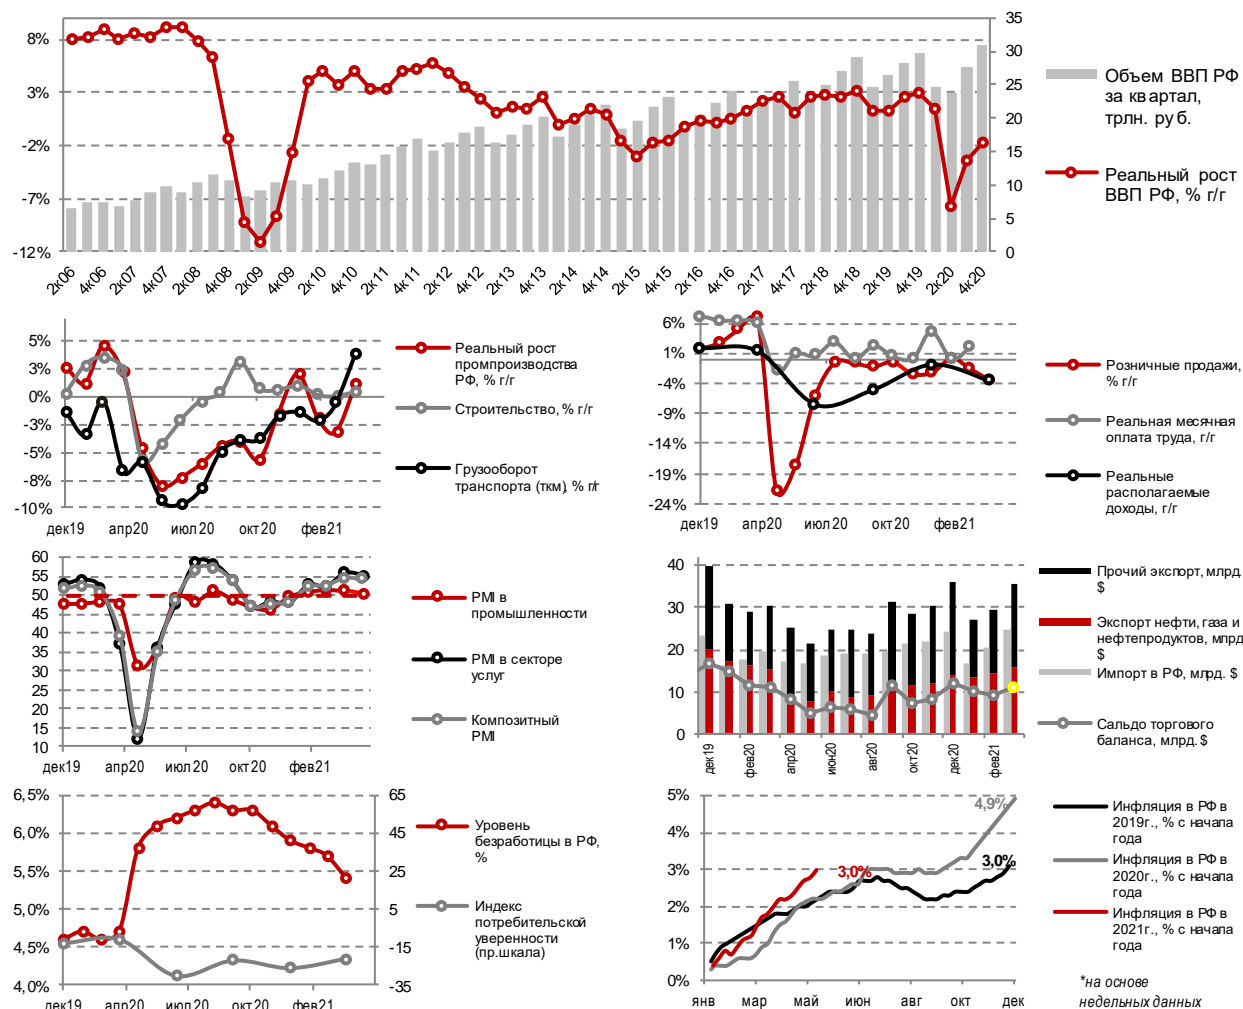 8%
3%
-2%
-7%
-12%
35
30
25
20
15
10
5
0
2к06
4к06
2к07
4к07
2к08
4к08
2к09
4к09
2к10
4к10
2к11
4к11
2к12
4к12
2к13
4к13
2к14
4к14
2к15
4к15
2к16
4к16
2к17
4к17
2к18
4к18
2к19
4к19
2к20
4к20
Объем ВВП РФ
за квартал,
трлн. руб.
Реальный рост
ВВП РФ, % г/г
5%
3%
0%
-3%
-5%
-8%
-10%
дек19
апр20
июл20
окт20
фев21
Реальный рост
промпроизводства
РФ, % г/г
Строительство, % г/г
Грузооборот
транспорта (ткм), % г/г
6%
1%
-4%
-9%
-14%
-19%
-24%
дек19
апр20
июл20
окт20
фев21
Розничные продажи,
% г/г
Реальная месячная
оплата труда, г/г
Реальные
располагаемые
доходы, г/г
60
55
50
45
40
35
30
25
20
15
10
дек19
апр20
июл20
окт20
фев21
PMI в
промышленности
PMI в секторе
услуг
Композитный
PMI
40
30
20
10
0
дек19
фев20
апр20
июн20
авг20
окт20
дек20
фев21
Прочий экспорт, млрд.
$
Экспорт нефти, газа и
нефтепродуктов, млрд.
$
Импорт в РФ, млрд. $
Сальдо торгового
баланса, млрд. $
6,5%
6,0%
5,5%
5,0%
4,5%
4,0%
65
45
25
5
-15
-35
дек19
апр20
июл20
окт20
фев21
Уровень
безработицы в РФ,
%
Индекс
потребительской
уверенности
(пр.шкала)
5%
4%
3%
2%
1%
0%
4,9%
3,0%
3,0%
янв
мар
май
июн
авг
окт
дек
Инфляция в РФ в
2019г., % с начала
года
Инфляция в РФ в
2020г., % с начала
года
Инфляция в РФ в
2021г., % с начала
года
*на основе
недельных данных